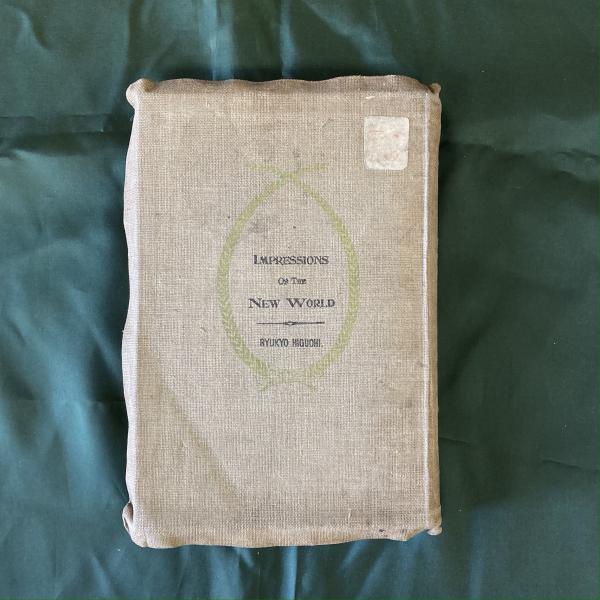 IMPRESSIONS
OF THE
NEW WORLD
RYUKYO HIGUCHI.